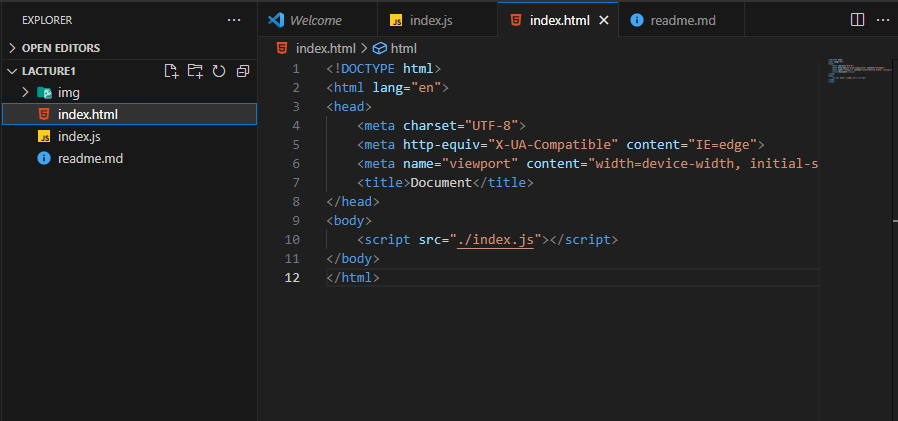 EXPLORER
OPEN EDITORS
LACTURE1
img
index.html
index.js
readme.md
Welcome
index.js
index.html
readme.md
index.html > html
1 <!DOCTYPE html>
2 <html lang="en">
3 <head>
4 <meta charset="UTF-8">
5 <meta http-equiv="X-UA-Compatible" content="IE=edge">
6 <meta name="viewport" content="width=device-width, initial-s
7 <title>Document</title>
8 </head>
9 <body>
10 <script src="./index.js"></script>
11 </body>
12 </html>